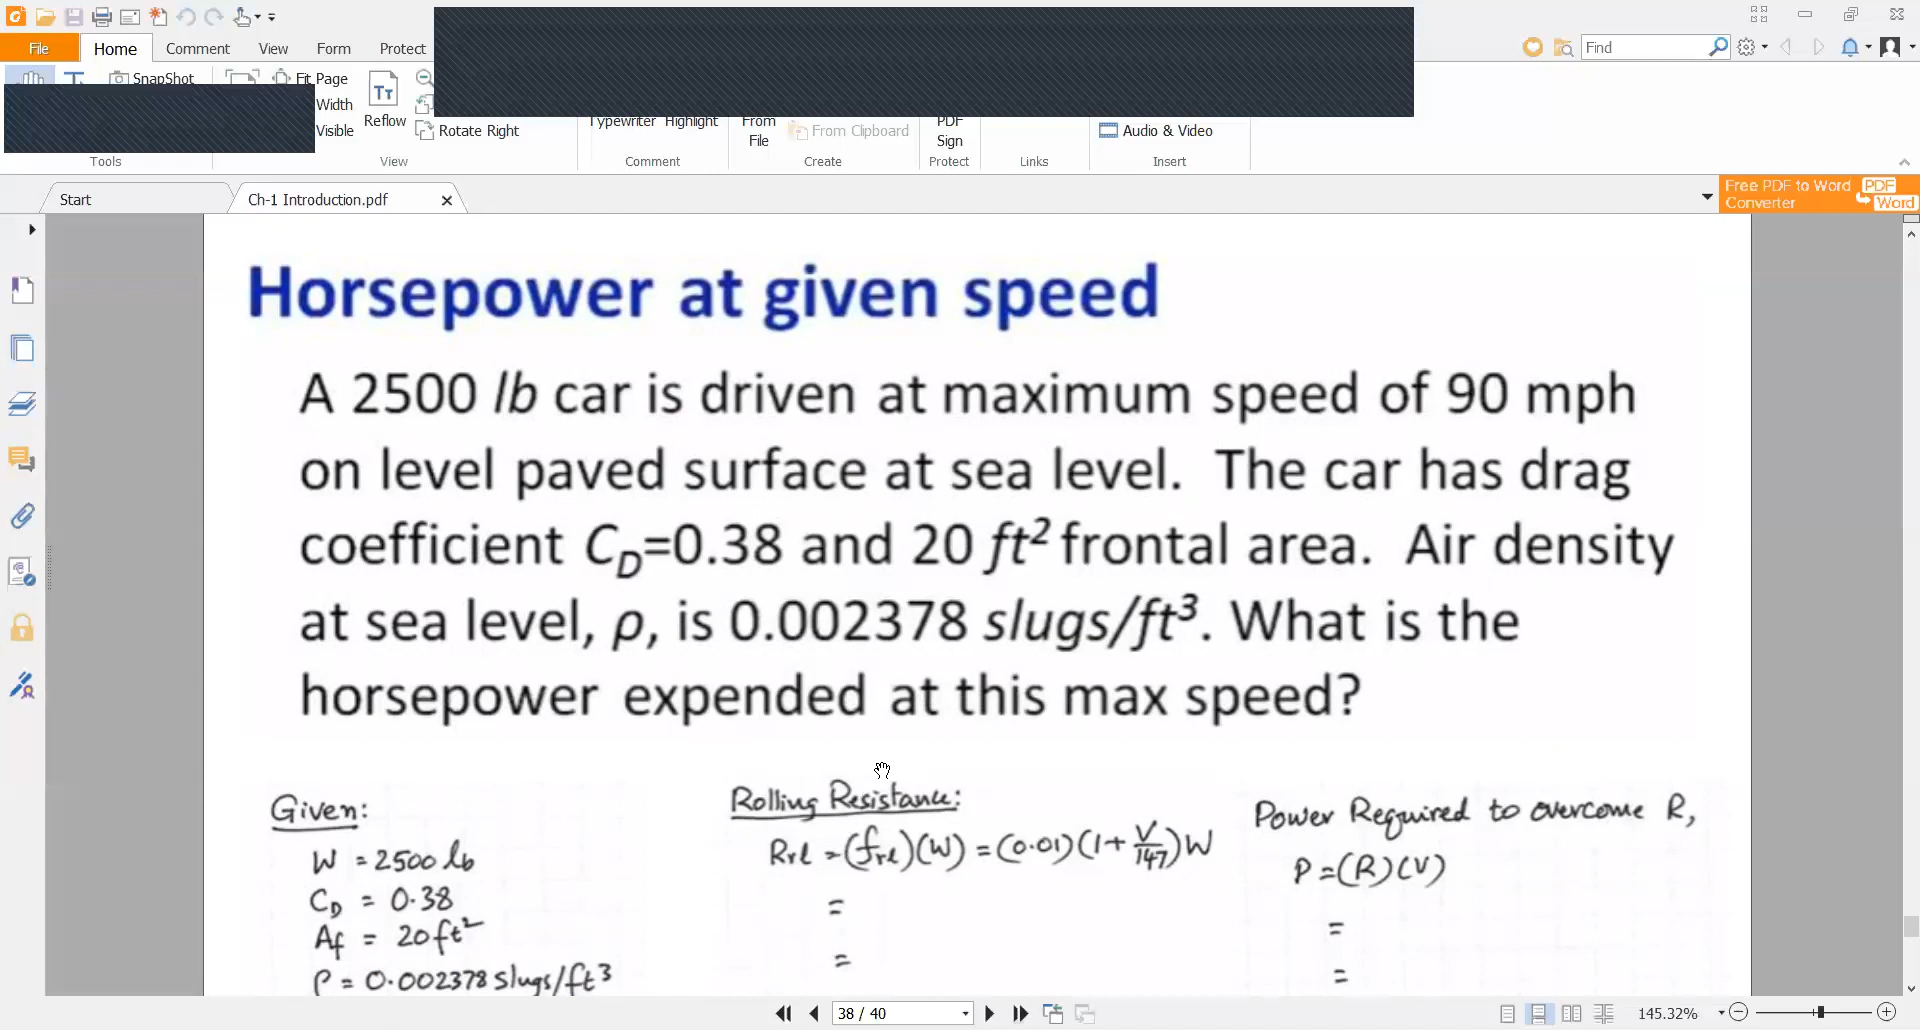 File Home Comment View Form Protect
Find
SnapShot
Fit Page
Width
Visible
Reflow
Rotate Right
Typewriter Highlight
From File
From Clipboard
PDF Sign
Audio & Video
Tools View Comment Create Protect Links Insert
Start
Ch-1 Introduction.pdf
Free PDF to Word Converter
PDF Word
Horsepower at given speed
A 2500 lb car is driven at maximum speed of 90 mph
on level paved surface at sea level. The car has drag
coefficient C_D=0.38 and 20 ft² frontal area. Air density
at sea level, ρ, is 0.002378 slugs/ft³. What is the
horsepower expended at this max speed?
Given:
W = 2500 lb
C_D = 0.38
Af = 20 ft²
ρ = 0.002378 slugs/ft³
Rolling Resistance:
Rrl = (frl)(W) = (0.01)(1+V/147)W
=
=
Power Required to overcome R,
P = (R)(V)
=
=
38 / 40
145.32%